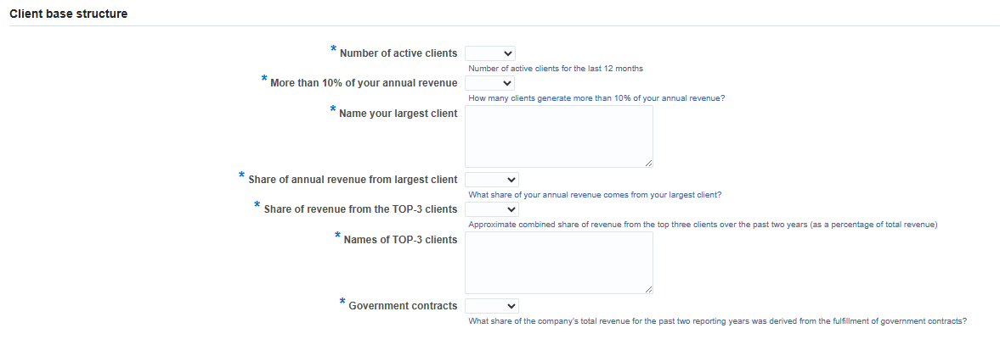 Client base structure
* Number of active clients
Number of active clients for the last 12 months
* More than 10% of your annual revenue
How many clients generate more than 10% of your annual revenue?
* Name your largest client
* Share of annual revenue from largest client
What share of your annual revenue comes from your largest client?
* Share of revenue from the TOP-3 clients
Approximate combined share of revenue from the top three clients over the past two years (as a percentage of total revenue)
* Names of TOP-3 clients
* Government contracts
What share of the company's total revenue for the past two reporting years was derived from the fulfillment of government contracts?